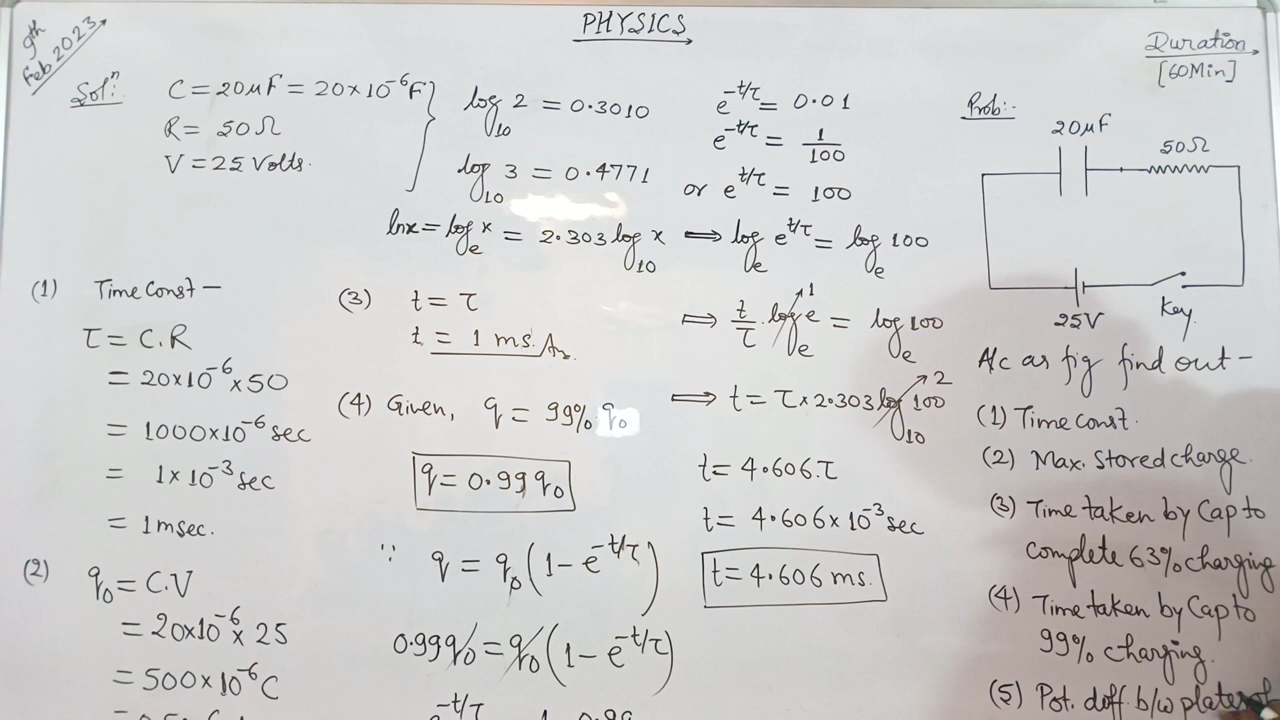 9th
Feb 2023
PHYSICS
Duration
[60Min]
Solⁿ:
C = 20μF = 20×10⁻⁶F
R = 50Ω
V = 25 Volts.
log₁₀ 2 = 0.3010
log₁₀ 3 = 0.4771
lnx = logₑ x = 2.303 log₁₀ x
(1) Time Const —
τ = C.R
= 20×10⁻⁶×50
= 1000×10⁻⁶ sec
= 1×10⁻³ sec
= 1msec.
(2) q₀ = C.V
= 20×10⁻⁶×25
= 500×10⁻⁶C
(3) t = τ
t = 1 ms. As.
(4) Given, q = 99% q₀
q = 0.99 q₀
∵ q = q₀(1 − e^−t/τ)
0.99q₀ = q₀(1 − e^−t/τ)
e^−t/τ = 0.01
e^−t/τ = 1/100
or e^t/τ = 100
⇒ logₑ e^t/τ = logₑ 100
⇒ t/τ. logₑ e 1 = logₑ 100
⇒ t = τ×2.303 log₁₀ 100 2
t = 4.606.τ
t = 4.606×10⁻³ sec
t = 4.606 ms.
Prob:-
20μF
50Ω
25V
Key.
A/c as fig find out —
(1) Time const.
(2) Max. Stored charge.
(3) Time taken by Cap to
complete 63% charging
(4) Time taken by Cap to
99% charging.
(5) Pot. diff. b/w plates